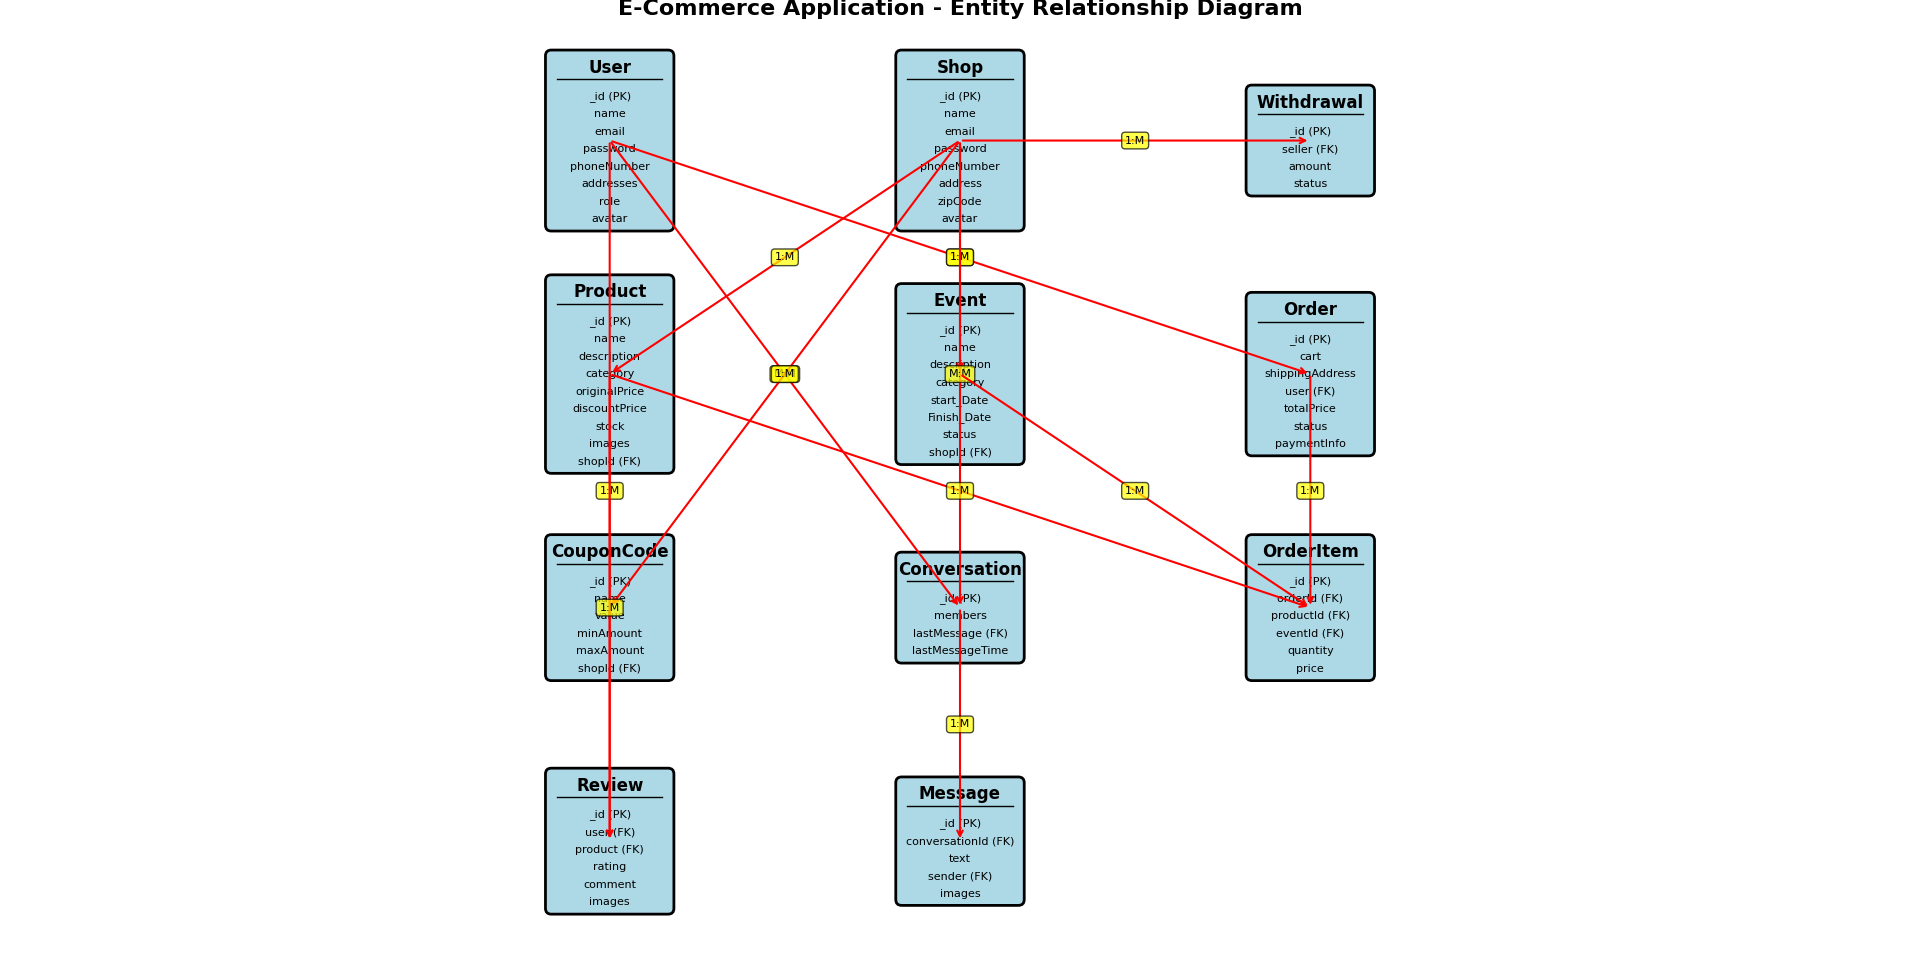 E-Commerce Application - Entity Relationship Diagram
User
_id (PK)
name
email
password
phoneNumber
addresses
role
avatar
Shop
_id (PK)
name
email
password
phoneNumber
address
zipCode
avatar
Withdrawal
_id (PK)
seller (FK)
amount
status
1:M
1:M
1:M
Product
_id (PK)
name
description
category
originalPrice
discountPrice
stock
images
shopId (FK)
1:M
Event
_id (PK)
name
description
category
start_Date
Finish_Date
status
shopId (FK)
M:M
Order
_id (PK)
cart
shippingAddress
user (FK)
totalPrice
status
paymentInfo
1:M
1:M
1:M
1:M
CouponCode
_id (PK)
name
value
minAmount
maxAmount
shopId (FK)
1:M
Conversation
_id (PK)
members
lastMessage (FK)
lastMessageTime
OrderItem
_id (PK)
orderId (FK)
productId (FK)
eventId (FK)
quantity
price
1:M
Review
_id (PK)
user (FK)
product (FK)
rating
comment
images
Message
_id (PK)
conversationId (FK)
text
sender (FK)
images